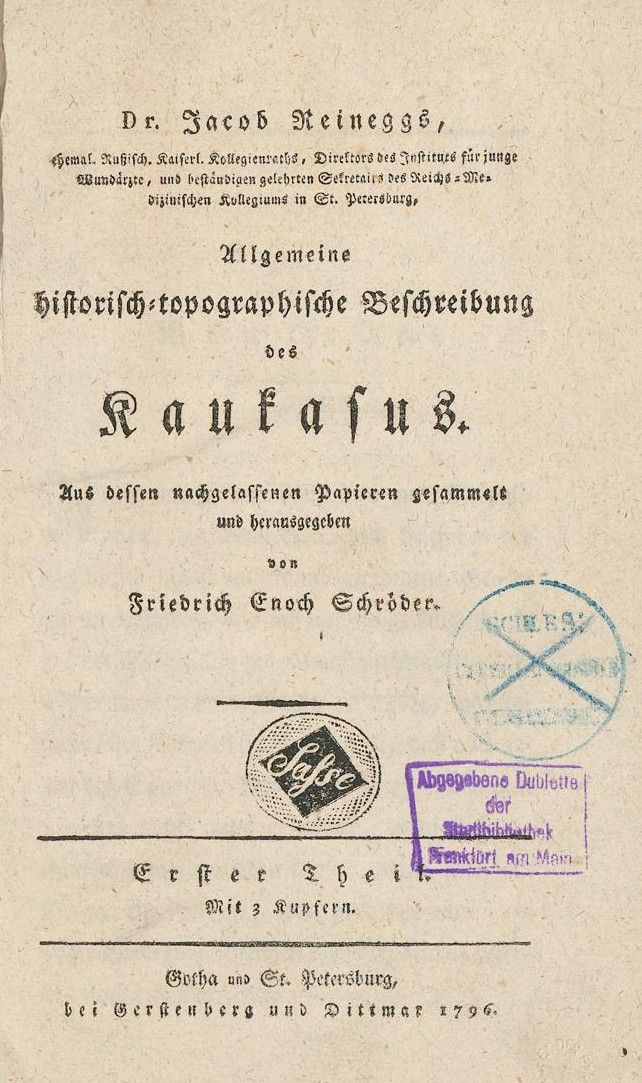 Dr. Jacob Reineggs,
ehemal. Rußisch. Kaiserl. Kollegienraths, Direktors des Instituts für junge
Wundärzte, und beständigen gelehrten Sekretairs des Reichs-Me-
dizinischen Kollegiums in St. Petersburg,
Allgemeine
historisch-topographische Beschreibung
des
Kaukasus.
Aus dessen nachgelassenen Papieren gesammelt
und herausgegeben
von
Friedrich Enoch Schröder.
SCHLES:
Sasse
Abgegebene Dublette
der
Stadtbibliothek
Frankfurt am Main
Erster Theil.
Mit 3 Kupfern.
Gotha und St. Petersburg,
bei Gerstenberg und Dittmar 1796.